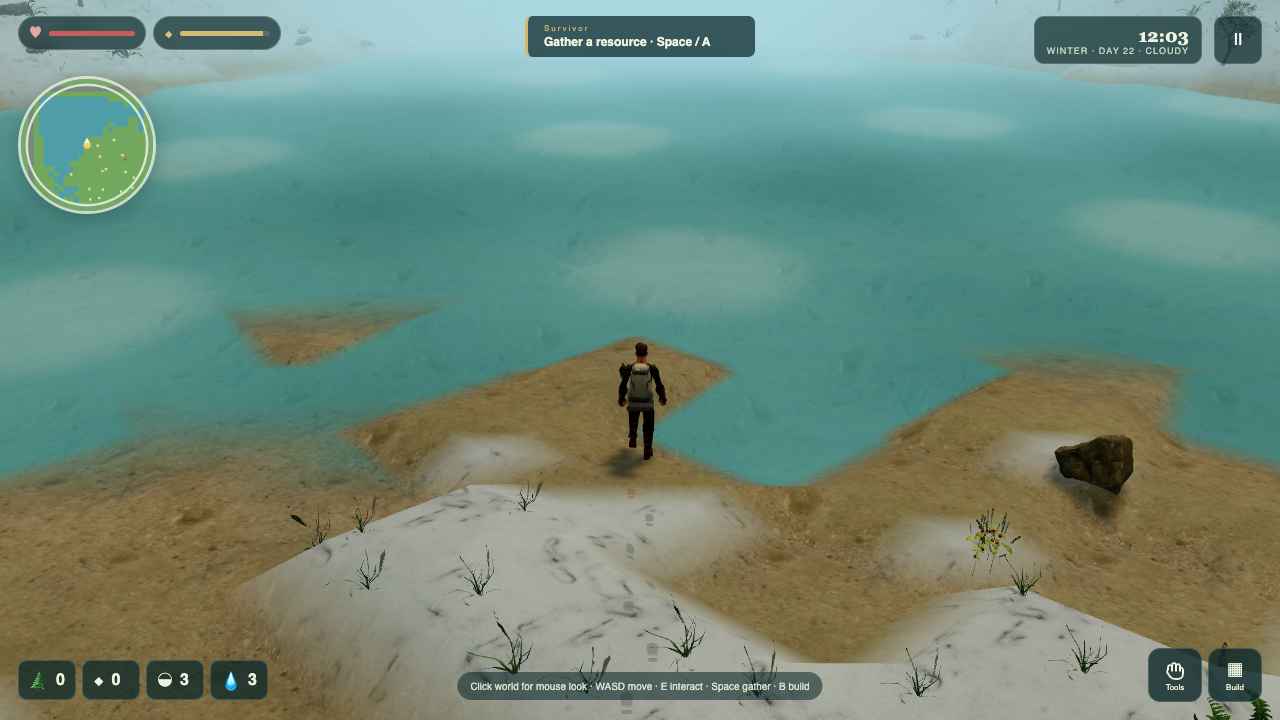 Survivor
Gather a resource · Space / A
12:03
WINTER · DAY 22 · CLOUDY
0
0
3
3
Click world for mouse look · WASD move · E interact · Space gather · B build
Tools
Build